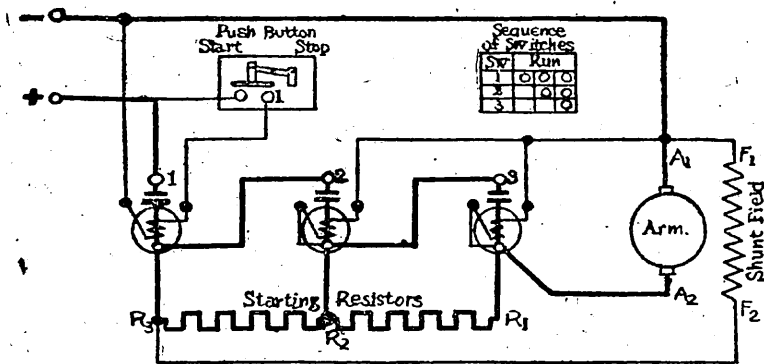 −
+
Push Button
Start Stop
1
Sequence
of Switches
Sw Run
1 O O O
2 O O
3 O
1
2
3
A1
F1
Arm.
Shunt Field
A2
F2
Starting Resistors
R3
R2
R1